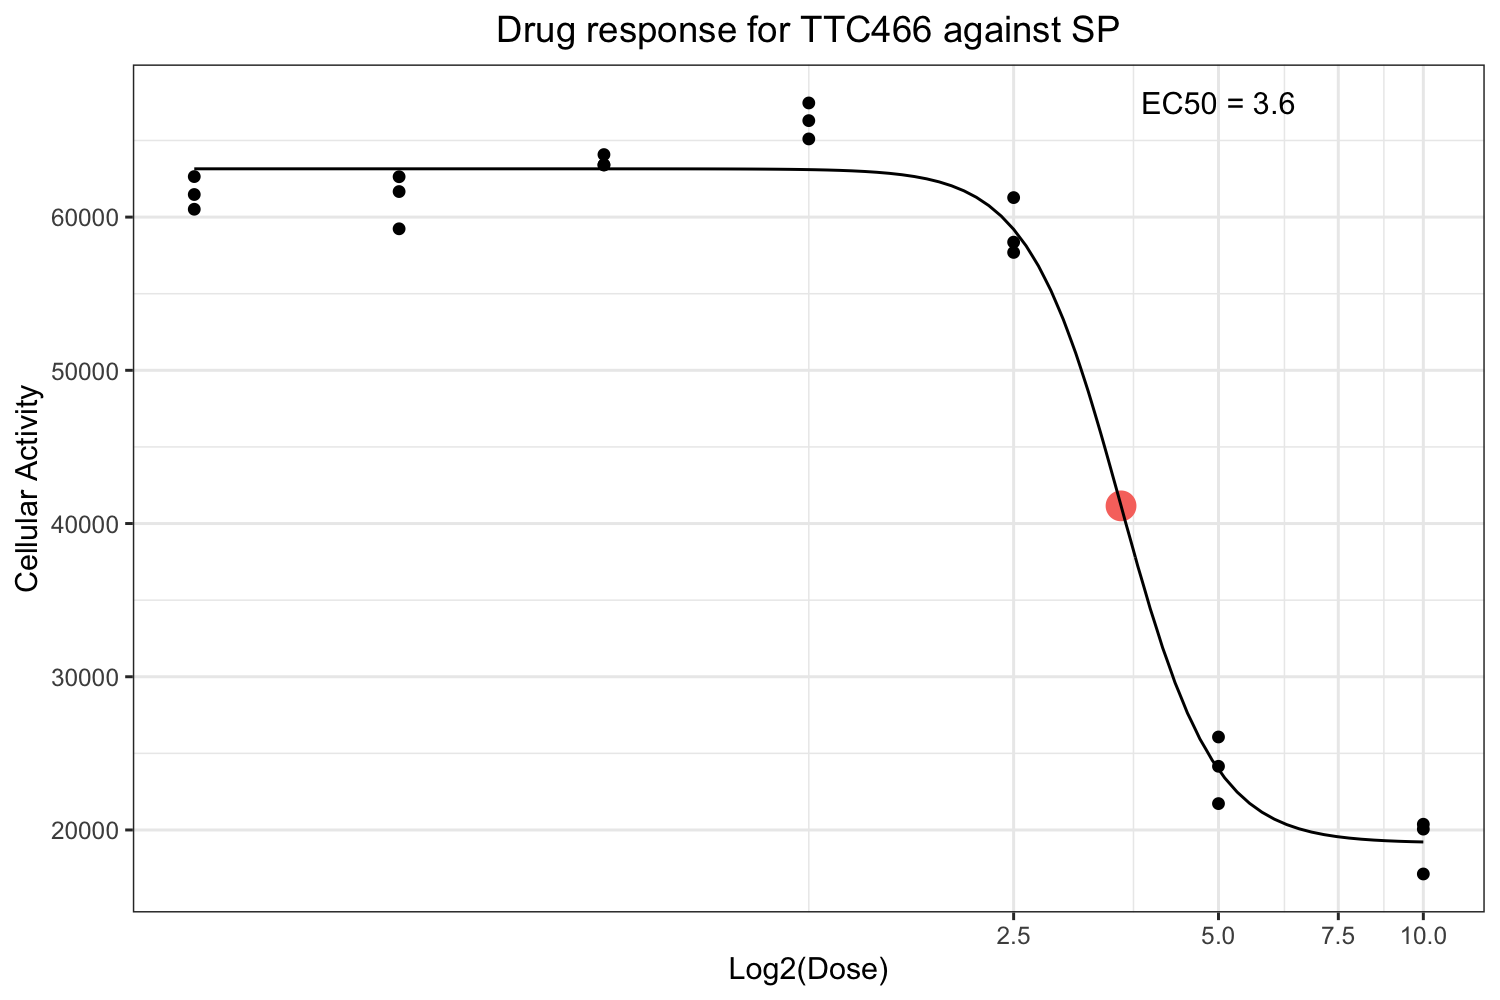 Drug response for TTC466 against SP
EC50 = 3.6
Cellular Activity
60000
50000
40000
30000
20000
2.5 5.0 7.5 10.0
Log2(Dose)